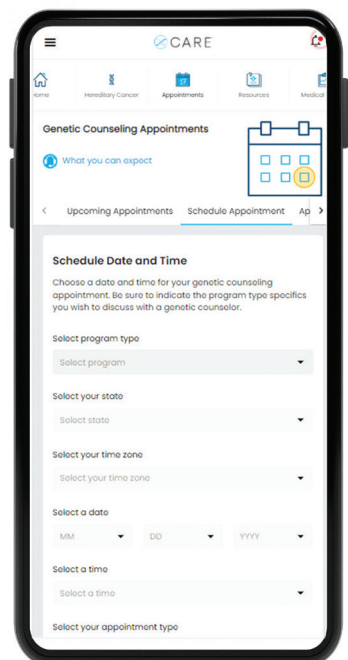 CARE
Home
Hereditary Cancer
Appointments
Resources
Medical
Genetic Counseling Appointments
What you can expect
Upcoming Appointments
Schedule Appointment
Ap
Schedule Date and Time
Choose a date and time for your genetic counseling
appointment. Be sure to indicate the program type specifics
you wish to discuss with a genetic counselor.
Select program type
Select program
Select your state
Select state
Select your time zone
Select your time zone
Select a date
MM
DD
YYYY
Select a time
Select a time
Select your appointment type